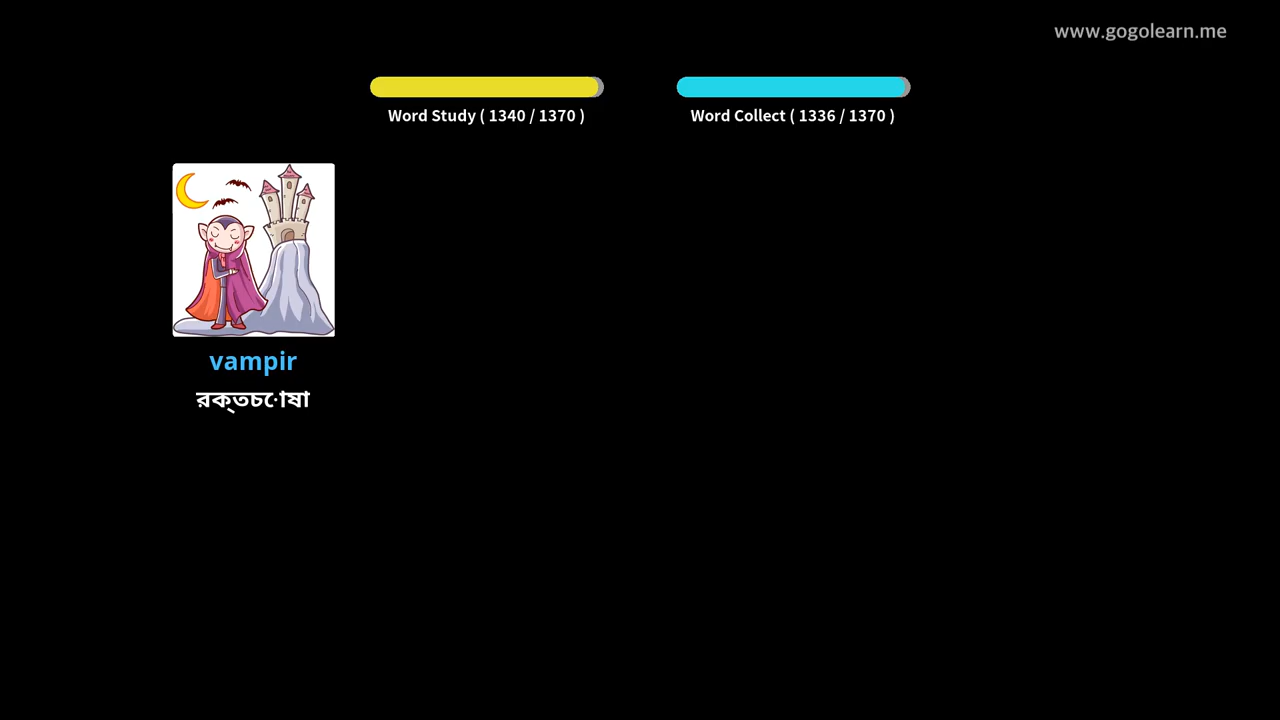 www.gogolearn.me
Word Study ( 1340 / 1370 )
Word Collect ( 1336 / 1370 )
vampir
রক্তচোষা